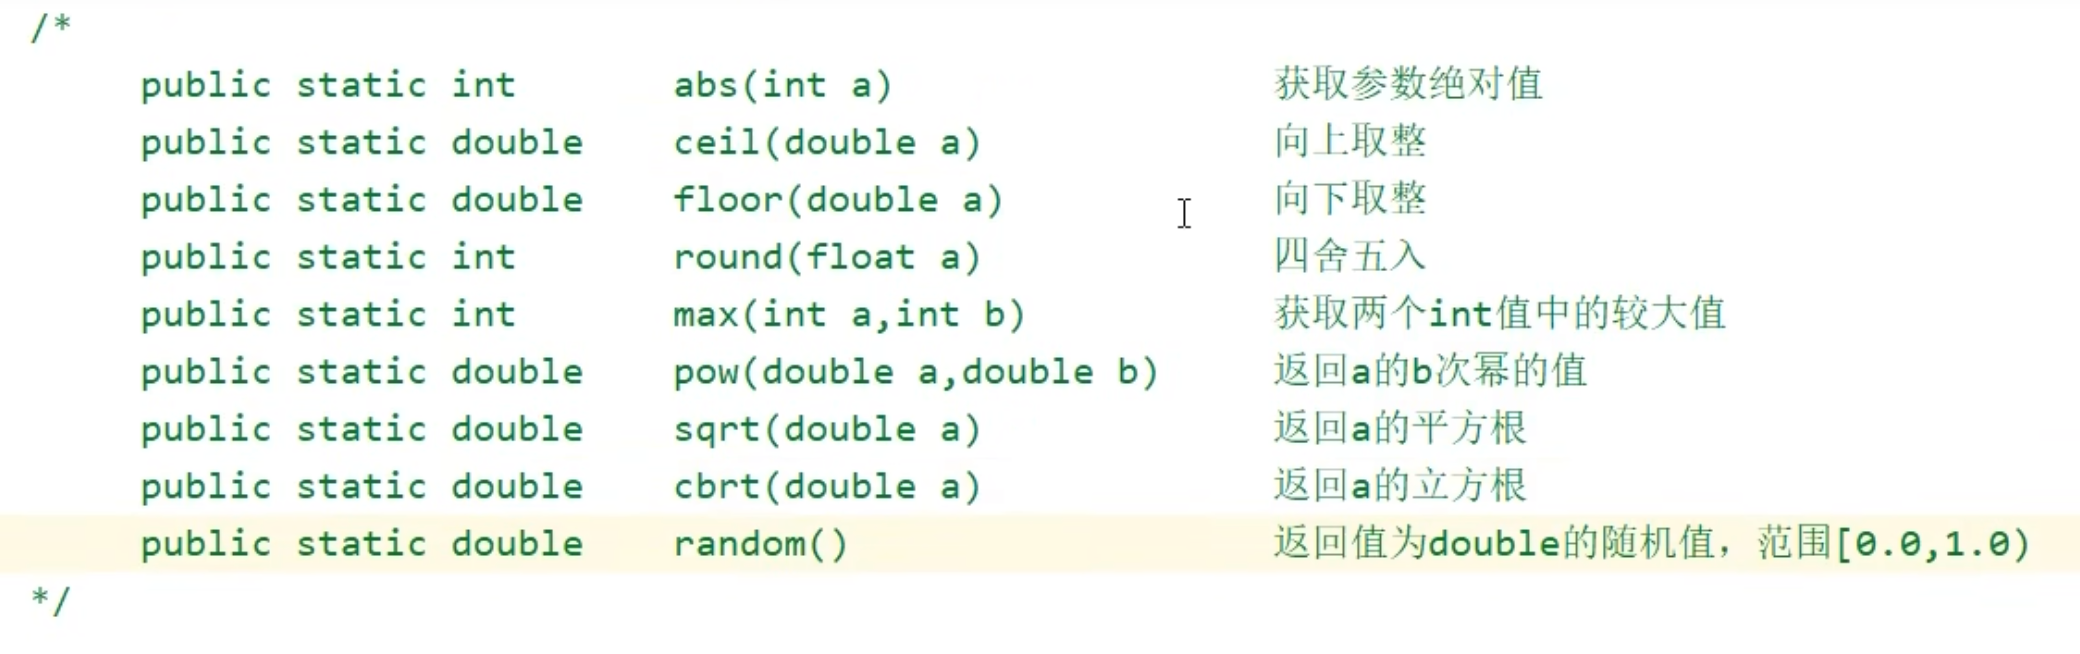 /*
public static int abs(int a) 获取参数绝对值
public static double ceil(double a) 向上取整
public static double floor(double a) 向下取整
public static int round(float a) 四舍五入
public static int max(int a,int b) 获取两个int值中的较大值
public static double pow(double a,double b) 返回a的b次幂的值
public static double sqrt(double a) 返回a的平方根
public static double cbrt(double a) 返回a的立方根
public static double random() 返回值为double的随机值，范围[0.0,1.0)
*/